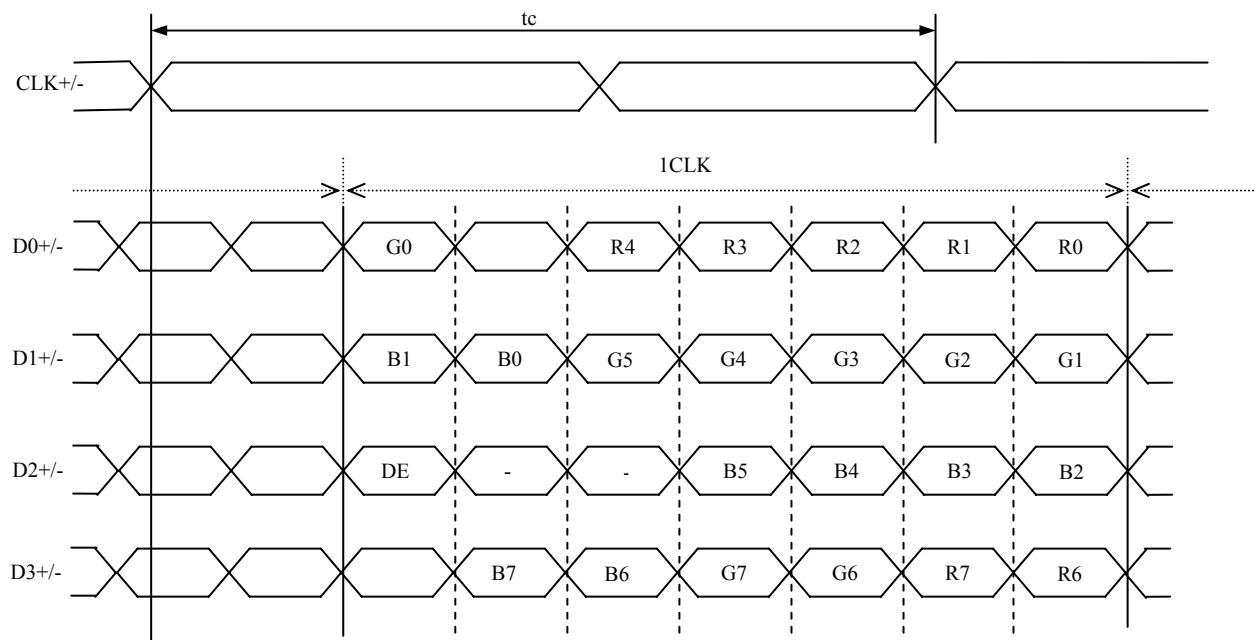 tc
CLK+/-
1CLK
D0+/- G0 R4 R3 R2 R1 R0
D1+/- B1 B0 G5 G4 G3 G2 G1
D2+/- DE - - B5 B4 B3 B2
D3+/- B7 B6 G7 G6 R7 R6